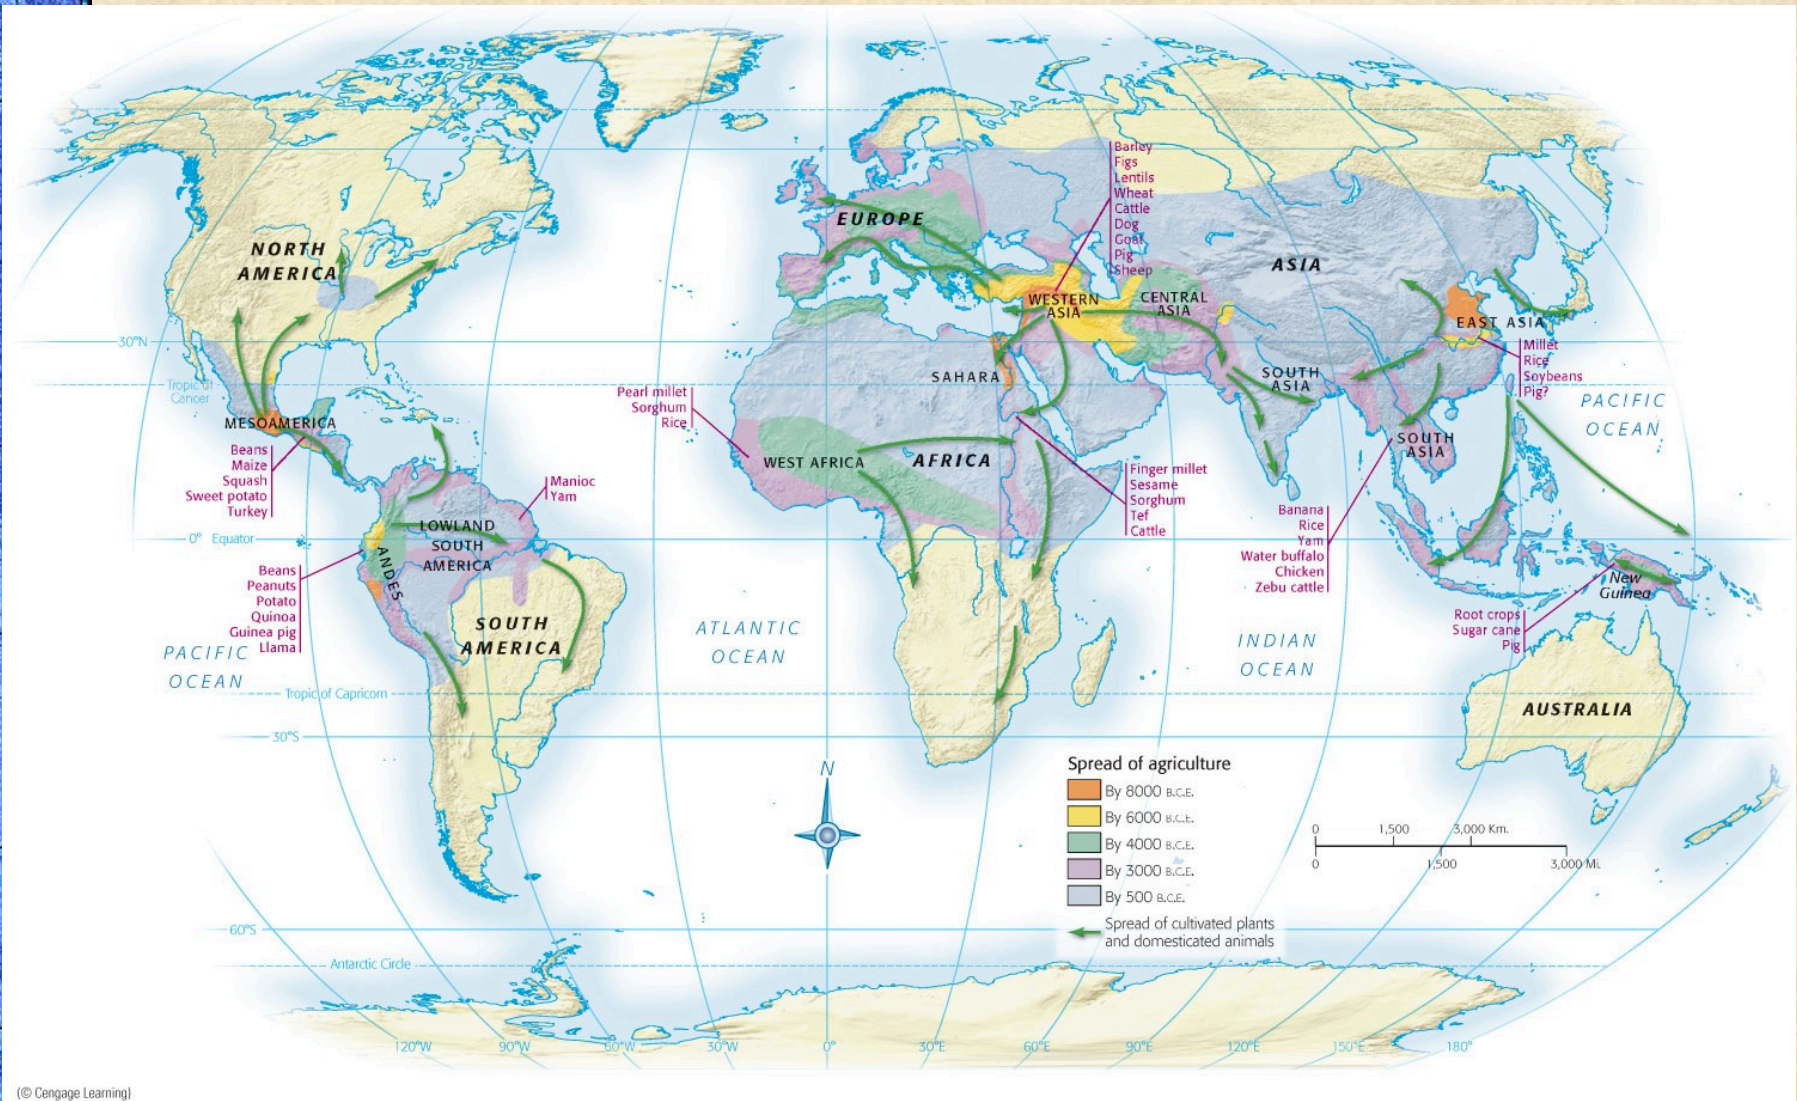 NORTH
AMERICA
EUROPE
ASIA
Barley
Figs
Lentils
Wheat
Cattle
Dog
Goat
Pig
Sheep
WESTERN
ASIA
CENTRAL
ASIA
EAST ASIA
Millet
Rice
Soybeans
Pig?
30°N
Tropic of
Cancer
SAHARA
SOUTH
ASIA
PACIFIC
OCEAN
MESOAMERICA
Beans
Maize
Squash
Sweet potato
Turkey
Pearl millet
Sorghum
Rice
WEST AFRICA
AFRICA
SOUTH
ASIA
Manioc
Yam
Finger millet
Sesame
Sorghum
Tef
Cattle
Banana
Rice
Yam
Water buffalo
Chicken
Zebu cattle
0° Equator
LOWLAND
SOUTH
AMERICA
ANDES
Beans
Peanuts
Potato
Quinoa
Guinea pig
Llama
New
Guinea
Root crops
Sugar cane
Pig
SOUTH
AMERICA
PACIFIC
OCEAN
ATLANTIC
OCEAN
INDIAN
OCEAN
Tropic of Capricorn
AUSTRALIA
30°S
N
Spread of agriculture
By 8000 B.C.E.
By 6000 B.C.E.
By 4000 B.C.E.
By 3000 B.C.E.
By 500 B.C.E.
Spread of cultivated plants
and domesticated animals
0 1,500 3,000 Km.
0 1,500 3,000 Mi.
60°S
Antarctic Circle
120°W 90°W 60°W 30°W 0° 30°E 60°E 90°E 120°E 150°E 180°
(© Cengage Learning)